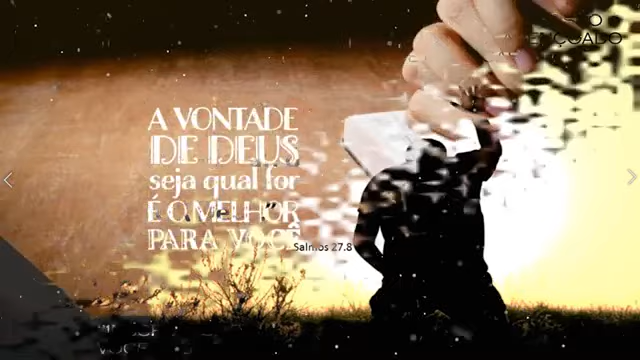 A VONTADE
DE DEUS
seja qual for
É O MELHOR
PARA VOCÊ
Salmos 27.8